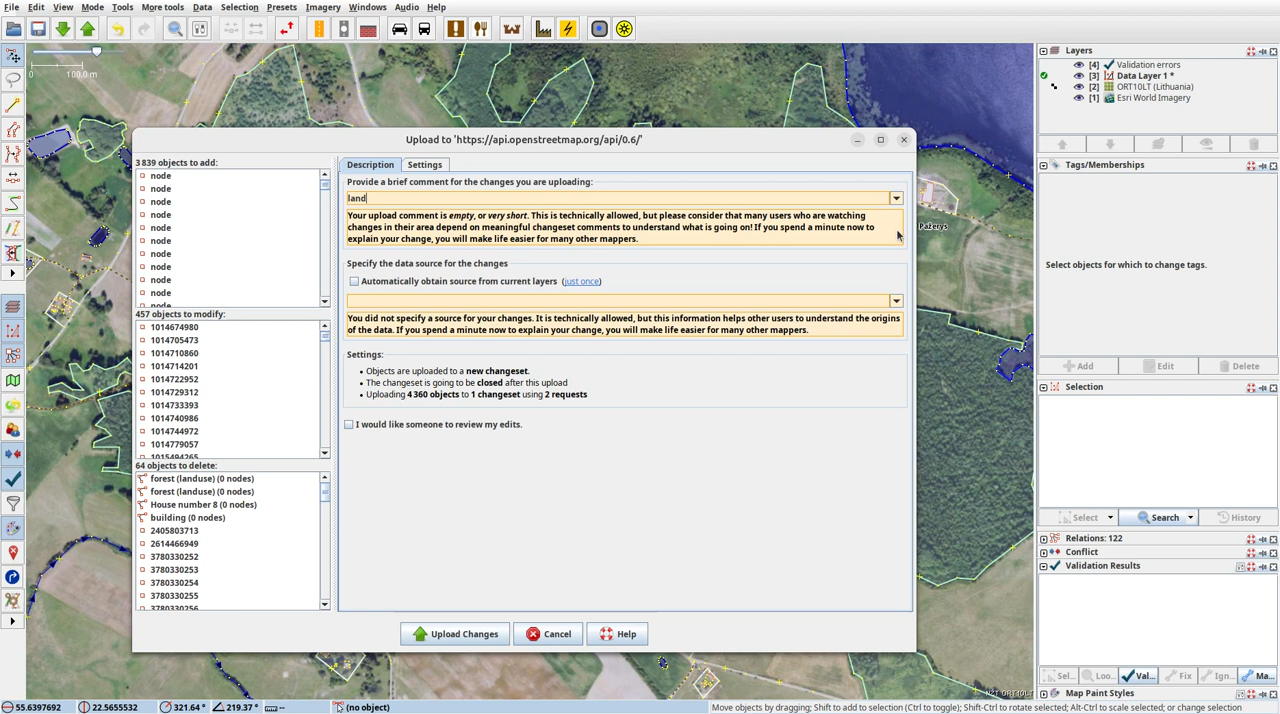 File Edit View Mode Tools More tools Data Selection Presets Imagery Windows Audio Help
0 100.0 m
Upload to 'https://api.openstreetmap.org/api/0.6/'
3 839 objects to add:
node
node
node
node
node
node
node
node
node
node
node
457 objects to modify:
1014674980
1014705473
1014710860
1014714201
1014722952
1014729312
1014733393
1014740986
1014744972
1014779057
1015494265
64 objects to delete:
forest (landuse) (0 nodes)
forest (landuse) (0 nodes)
House number 8 (0 nodes)
building (0 nodes)
2405803713
2614466949
3780330252
3780330253
3780330254
3780330255
3780330256
Description Settings
Provide a brief comment for the changes you are uploading:
land
Your upload comment is empty, or very short. This is technically allowed, but please consider that many users who are watching
changes in their area depend on meaningful changeset comments to understand what is going on! If you spend a minute now to
explain your change, you will make life easier for many other mappers.
Specify the data source for the changes
Automatically obtain source from current layers (just once)
You did not specify a source for your changes. It is technically allowed, but this information helps other users to understand the origins
of the data. If you spend a minute now to explain your change, you will make life easier for many other mappers.
Settings:
• Objects are uploaded to a new changeset.
• The changeset is going to be closed after this upload
• Uploading 4 360 objects to 1 changeset using 2 requests
I would like someone to review my edits.
Upload Changes Cancel Help
Pažerys
Layers
[4] Validation errors
[3] Data Layer 1 *
[2] ORT10LT (Lithuania)
[1] Esri World Imagery
Tags/Memberships
Select objects for which to change tags.
Add Edit Delete
Selection
Select Search History
Relations: 122
Conflict
Validation Results
Sel... Loo... Val... Fix Ign... Ma...
Map Paint Styles
55.6397692 22.5655532 321.64 ° 219.37 ° -- (no object) Move objects by dragging; Shift to add to selection (Ctrl to toggle); Shift-Ctrl to rotate selected; Alt-Ctrl to scale selected; or change selection